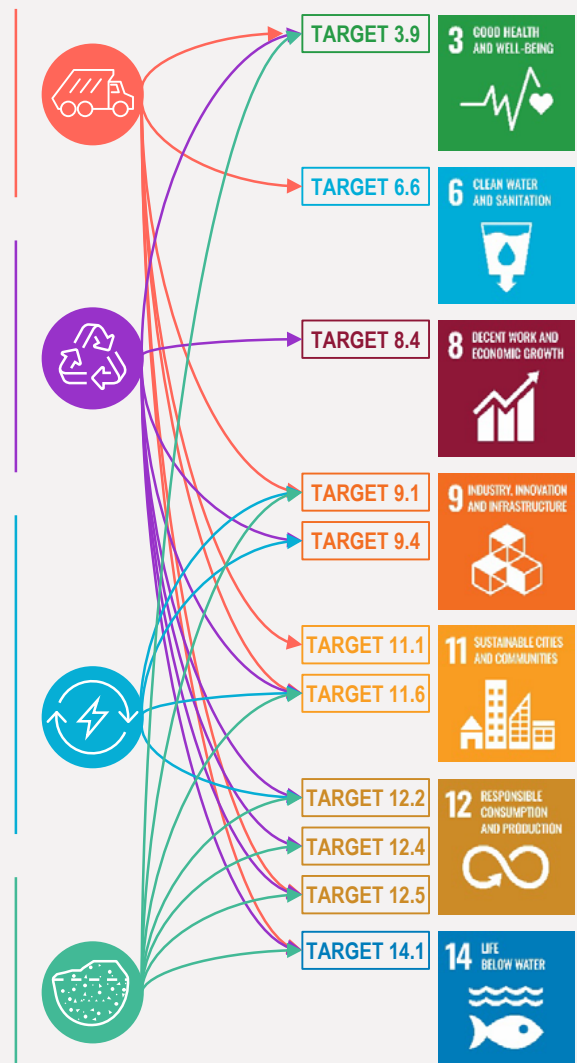 TARGET 3.9
3 GOOD HEALTH
AND WELL-BEING
TARGET 6.6
6 CLEAN WATER
AND SANITATION
TARGET 8.4
8 DECENT WORK AND
ECONOMIC GROWTH
TARGET 9.1
TARGET 9.4
9 INDUSTRY, INNOVATION
AND INFRASTRUCTURE
TARGET 11.1
TARGET 11.6
11 SUSTAINABLE CITIES
AND COMMUNITIES
TARGET 12.2
TARGET 12.4
TARGET 12.5
12 RESPONSIBLE
CONSUMPTION
AND PRODUCTION
TARGET 14.1
14 LIFE
BELOW WATER